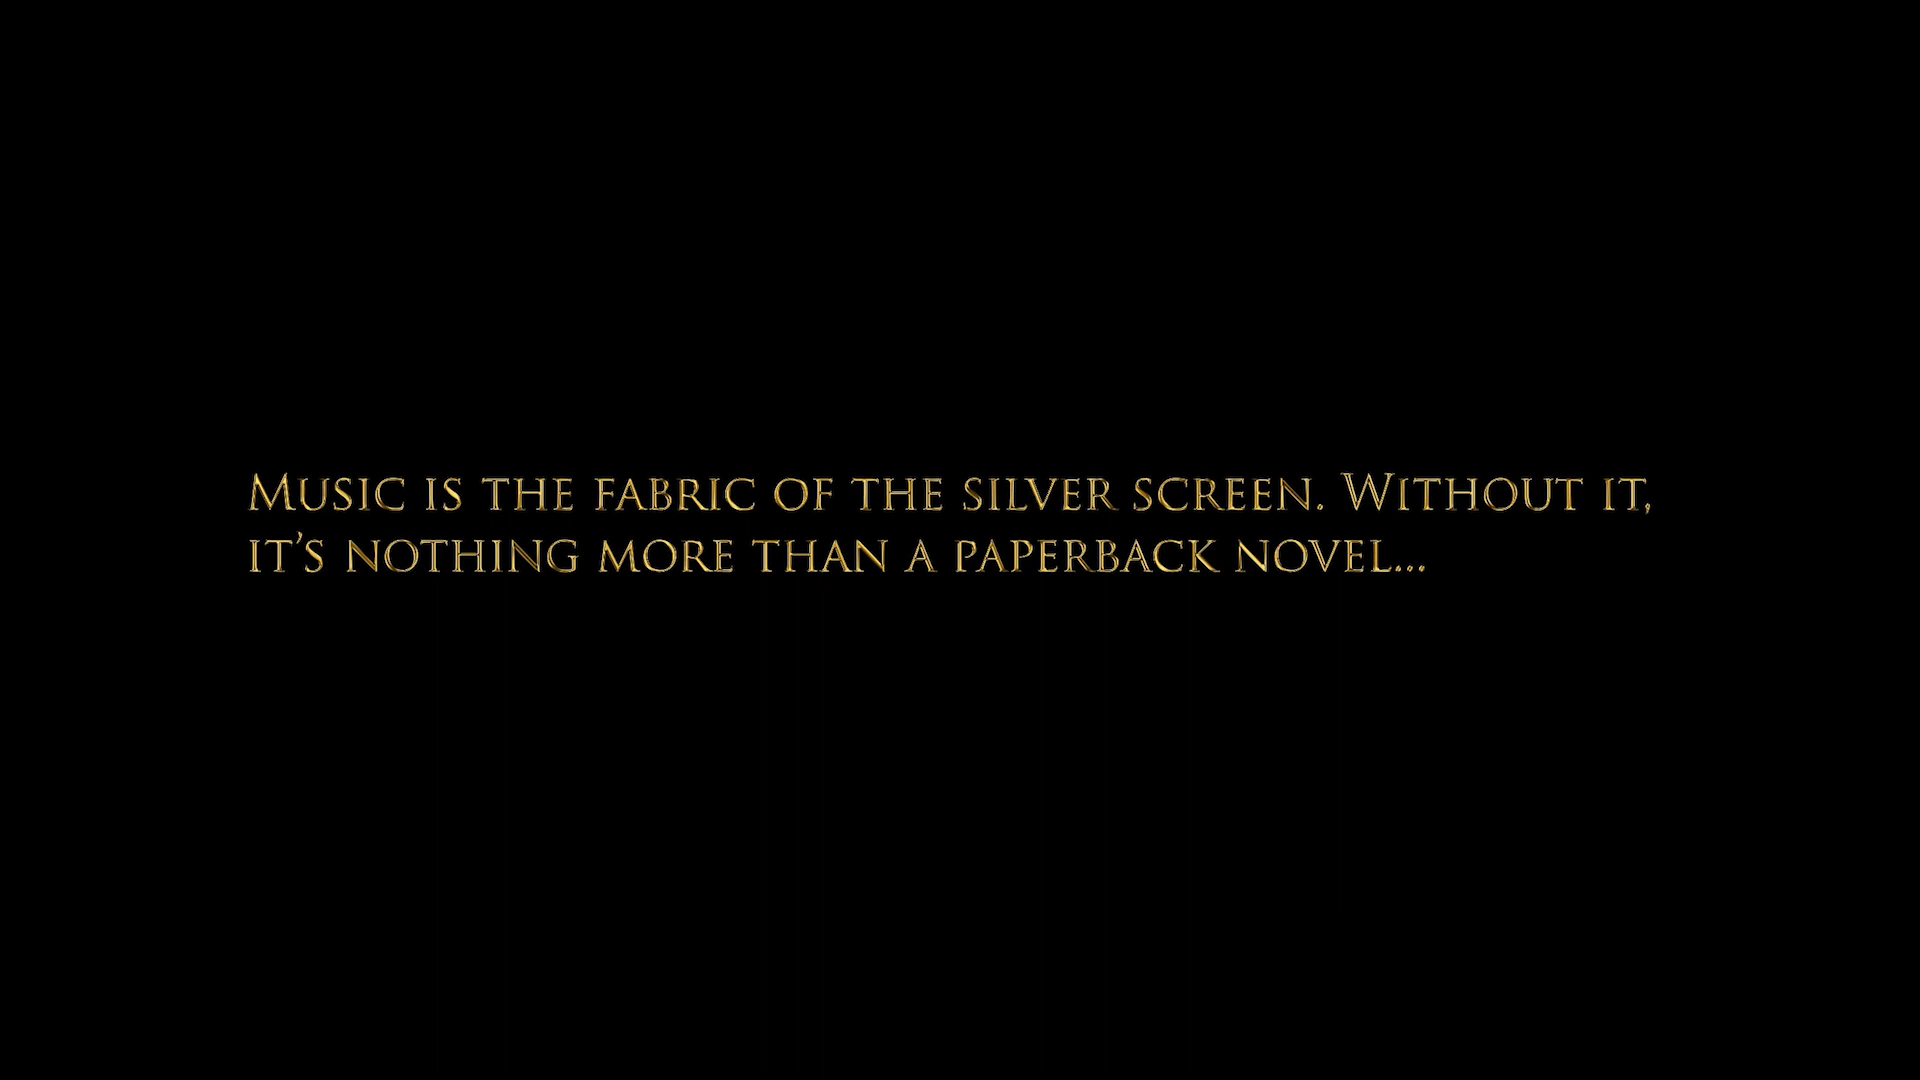 Music is the fabric of the silver screen. Without it,
it’s nothing more than a paperback novel...